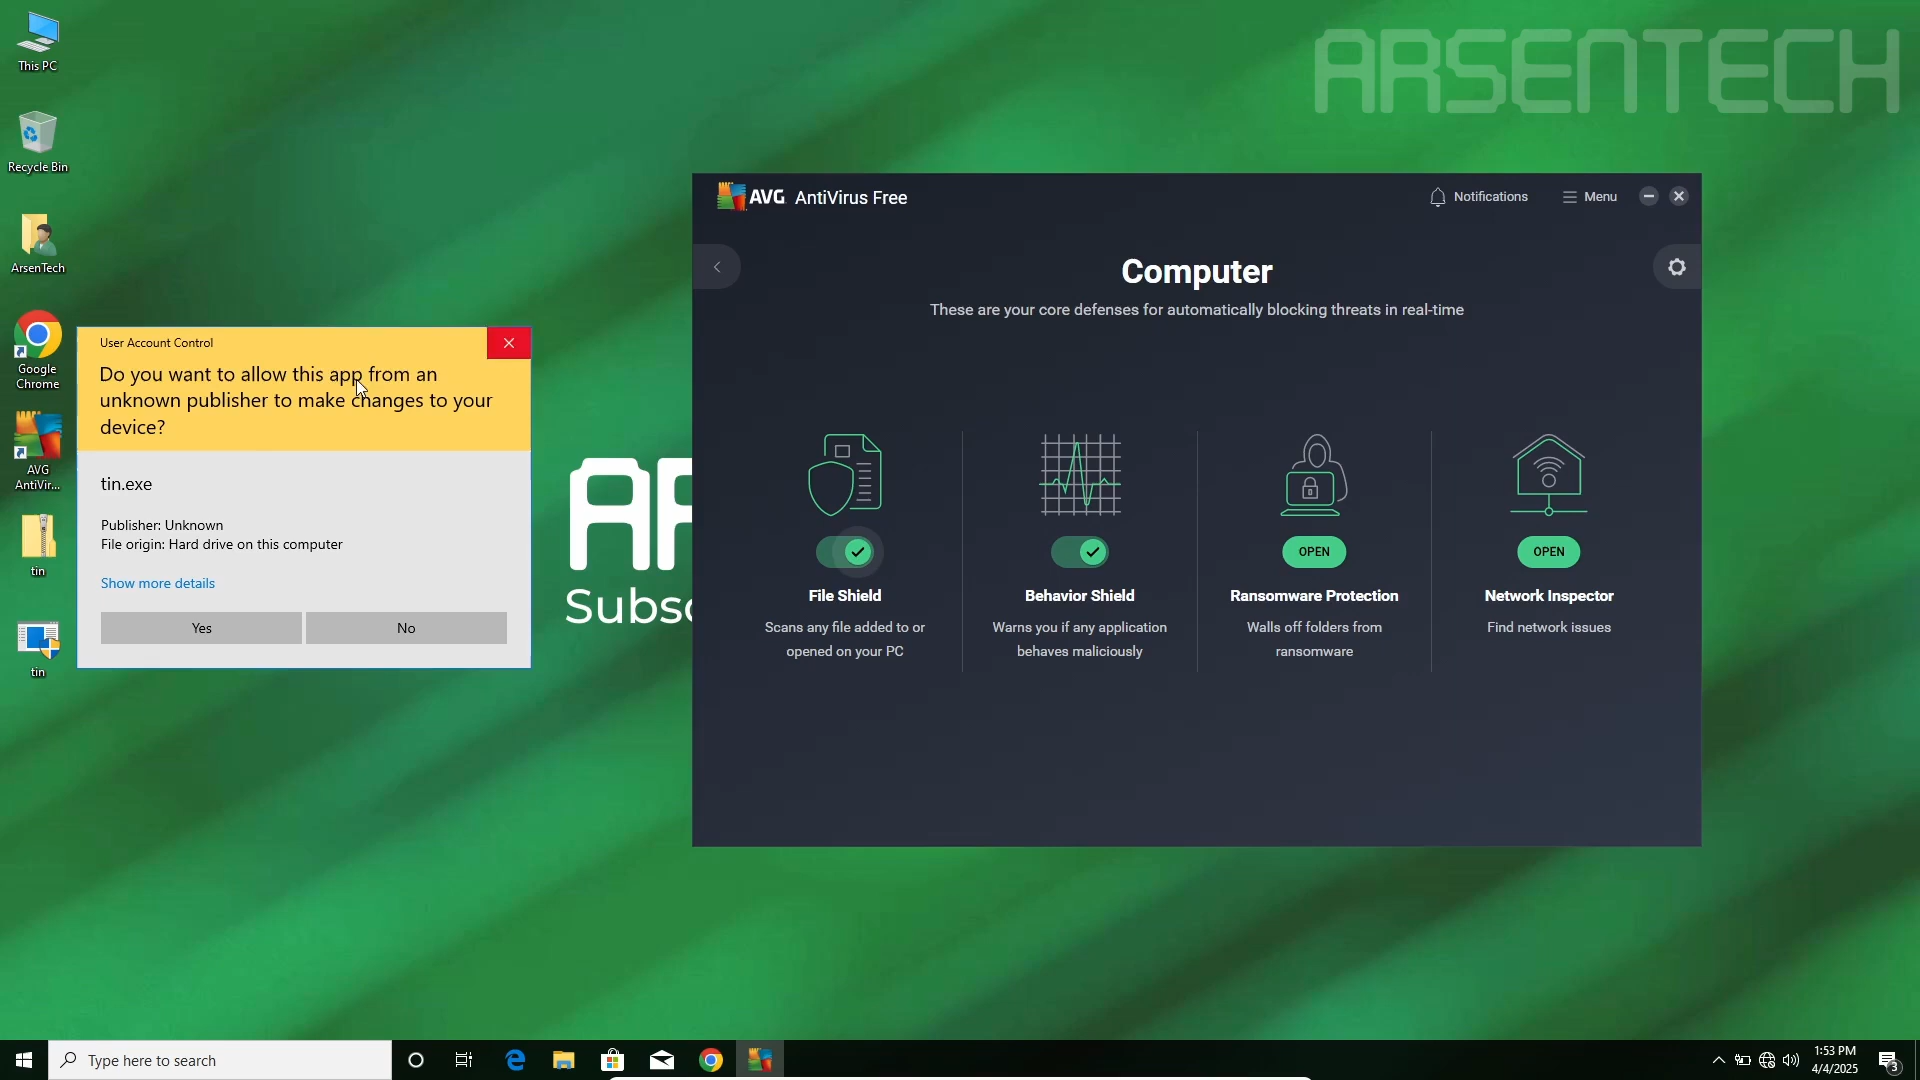 This PC
Recycle Bin
ArsenTech
Google
Chrome
AVG
AntiVir...
tin
tin
ARSENTECH
User Account Control
Do you want to allow this app from an
unknown publisher to make changes to your
device?
tin.exe
Publisher: Unknown
File origin: Hard drive on this computer
Show more details
Yes
No
AR
Subsc
AVG AntiVirus Free
Notifications
Menu
Computer
These are your core defenses for automatically blocking threats in real-time
File Shield
Scans any file added to or
opened on your PC
Behavior Shield
Warns you if any application
behaves maliciously
OPEN
Ransomware Protection
Walls off folders from
ransomware
OPEN
Network Inspector
Find network issues
Type here to search
1:53 PM
4/4/2025
3